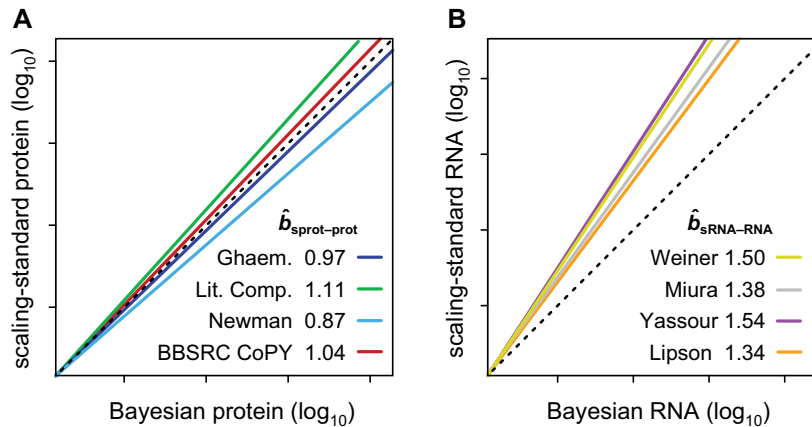 A
scaling-standard protein (log10)
b̂sprot–prot
Ghaem. 0.97
Lit. Comp. 1.11
Newman 0.87
BBSRC CoPY 1.04
Bayesian protein (log10)
B
scaling-standard RNA (log10)
b̂sRNA–RNA
Weiner 1.50
Miura 1.38
Yassour 1.54
Lipson 1.34
Bayesian RNA (log10)